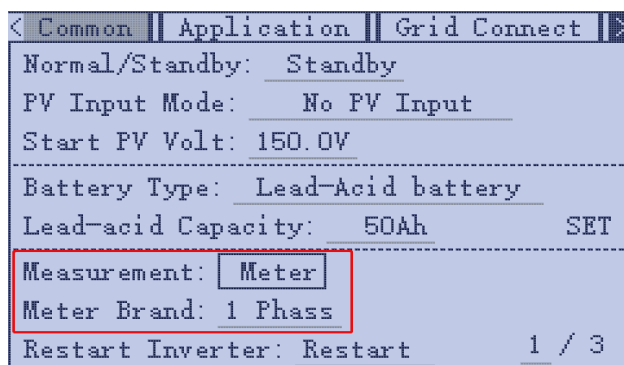 < Common || Application || Grid Connect || >
Normal/Standby: Standby
PV Input Mode: No PV Input
Start PV Volt: 150.0V
Battery Type: Lead-Acid battery
Lead-acid Capacity: 50Ah SET
Measurement: Meter
Meter Brand: 1 Phass
Restart Inverter: Restart 1 / 3